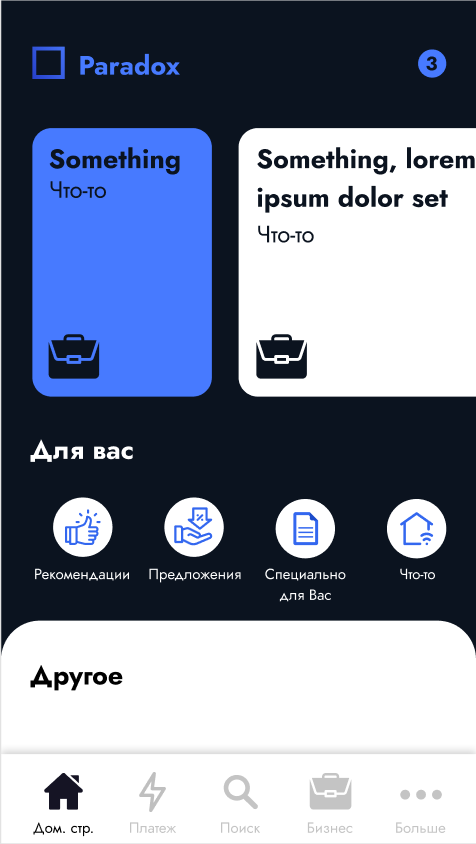 Paradox
3
Something
Что-то
Something, lorem
ipsum dolor set
Что-то
Для вас
Рекомендации
Предложения
Специально
для Вас
Что-то
Другое
Дом. стр.
Платеж
Поиск
Бизнес
Больше